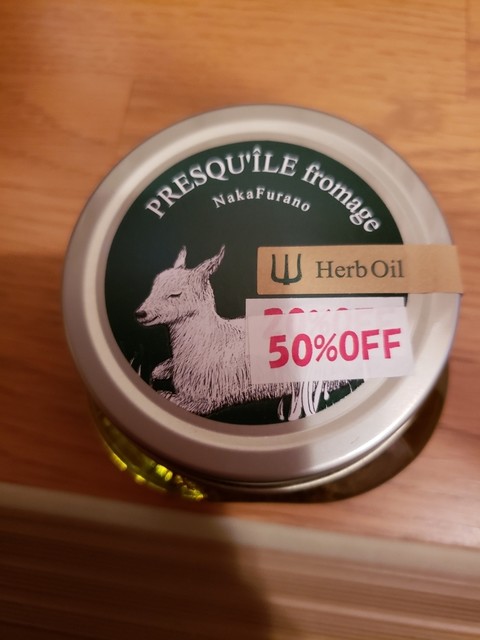 PRESQU'ÎLE fromage
NakaFurano
Herb Oil
50%OFF